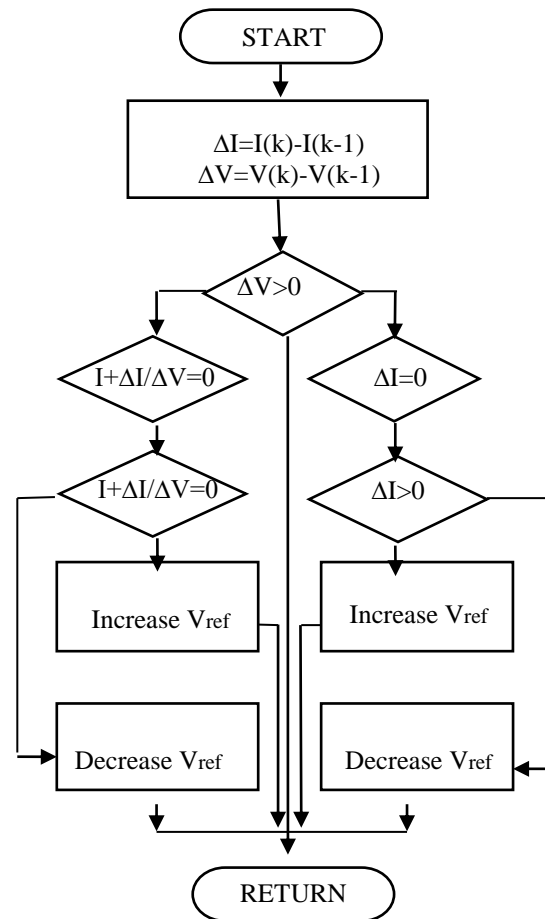 START
ΔI=I(k)-I(k-1)
ΔV=V(k)-V(k-1)
ΔV>0
I+ΔI/ΔV=0
ΔI=0
I+ΔI/ΔV=0
ΔI>0
Increase Vref
Increase Vref
Decrease Vref
Decrease Vref
RETURN